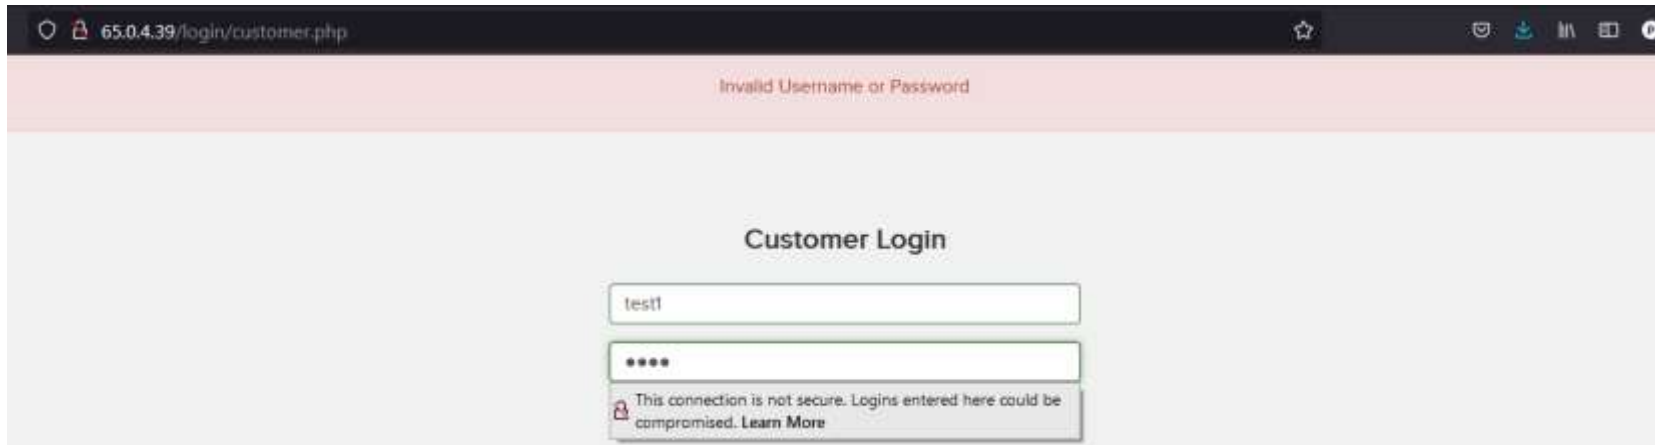 65.0.4.39/login/customer.php
Invalid Username or Password
Customer Login
test1
This connection is not secure. Logins entered here could be
compromised. Learn More